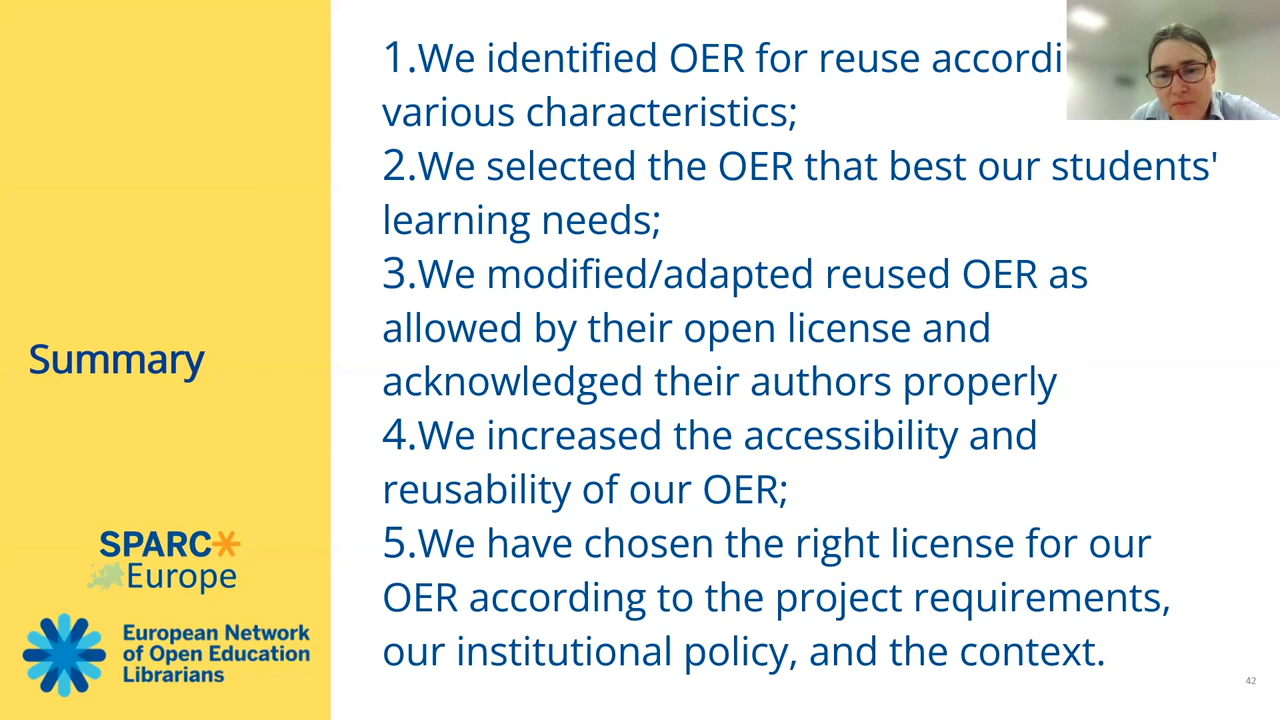 1.We identified OER for reuse accordi
various characteristics;
2.We selected the OER that best our students'
learning needs;
3.We modified/adapted reused OER as
allowed by their open license and
acknowledged their authors properly
4.We increased the accessibility and
reusability of our OER;
5.We have chosen the right license for our
OER according to the project requirements,
our institutional policy, and the context.
Summary
SPARC
Europe
European Network
of Open Education
Librarians
42